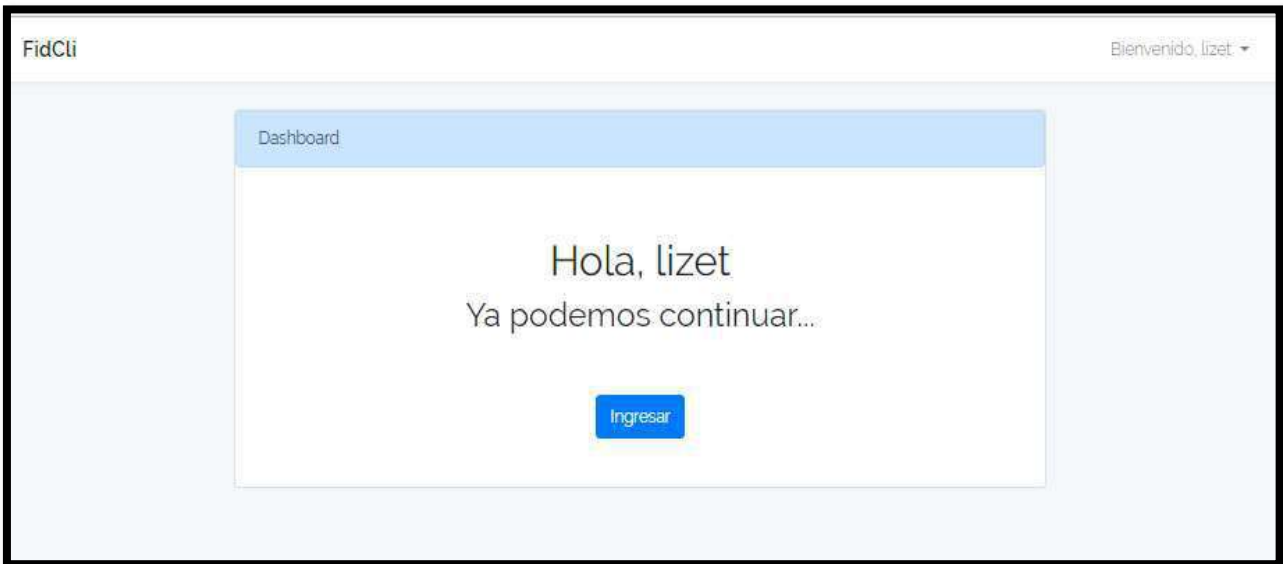 FidCli
Bienvenido, lizet
Dashboard
Hola, lizet
Ya podemos continuar...
Ingresar